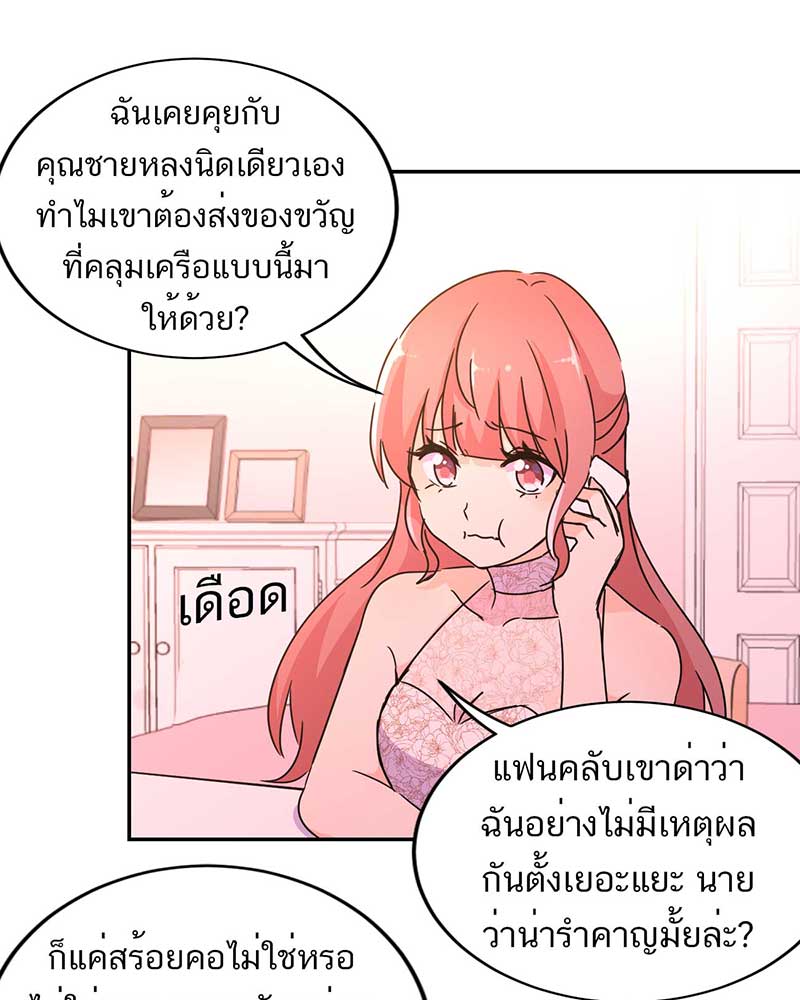 ฉันเคยคุยกับ
คุณชายหลงนิดเดียวเอง
ทำไมเขาต้องส่งของขวัญ
ที่คลุมเครือแบบนี้มา
ให้ด้วย?
เดือด
แฟนคลับเขาด่าว่า
ฉันอย่างไม่มีเหตุผล
กันตั้งเยอะแยะ นาย
ว่าน่ารำคาญมั้ยล่ะ?
ก็แค่สร้อยคอไม่ใช่หรอ